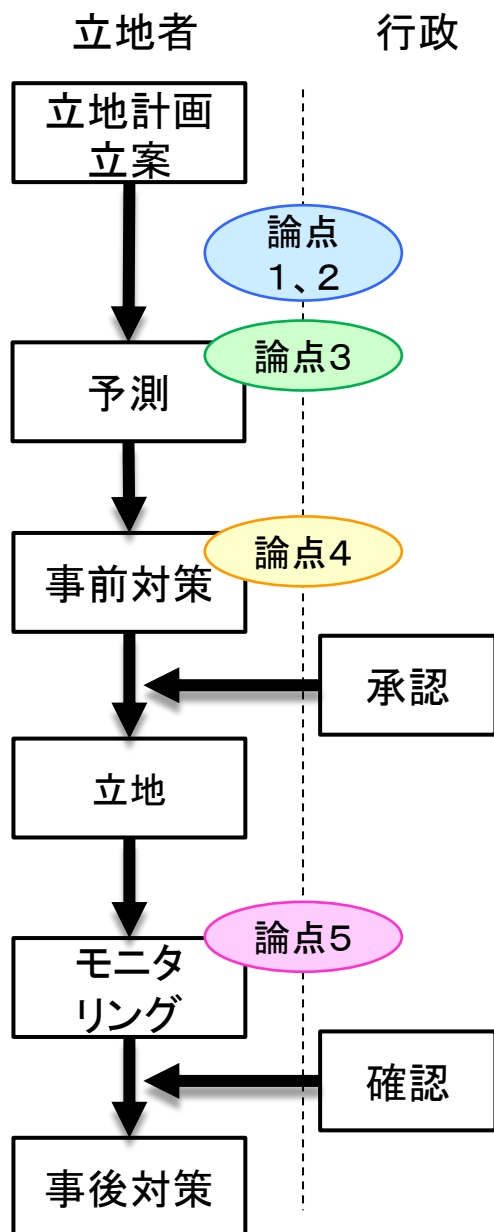 立地者
行政
立地計画
立案
論点
１、２
論点３
予測
論点４
事前対策
承認
立地
論点５
モニタ
リング
確認
事後対策